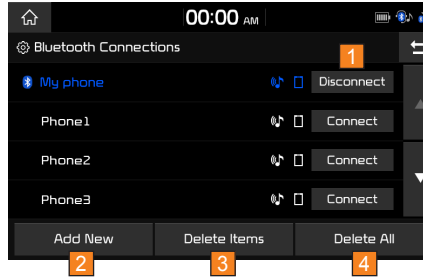 00:00 AM
Bluetooth Connections
1
My phone Disconnect
Phone1 Connect
Phone2 Connect
Phone3 Connect
Add New Delete Items Delete All
2 3 4